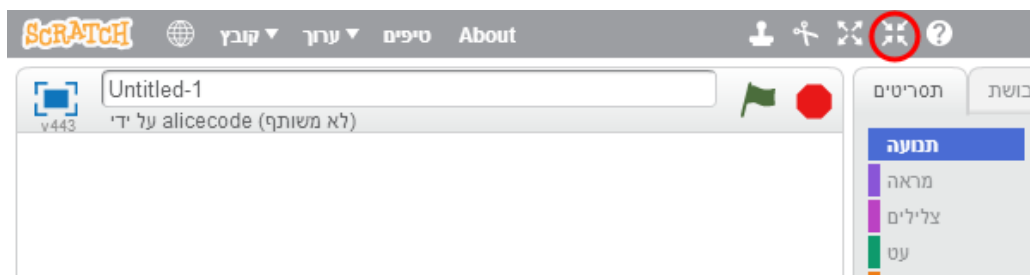 SCRATCH קובץ ערוך טיפים About
Untitled-1
v443
על ידי alicecode (לא משותף)
תסריטים
בושת
תנועה
מראה
צלילים
עט